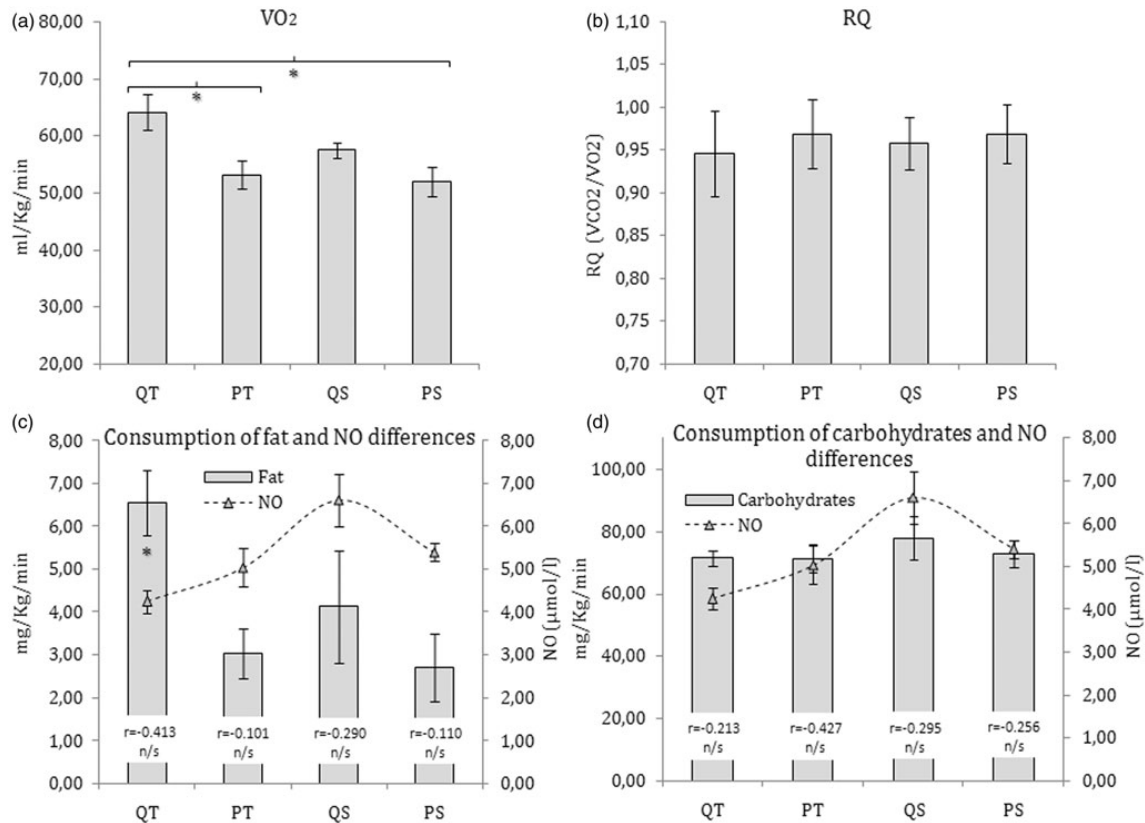 (a)
VO2
80,00
70,00
60,00
50,00
40,00
30,00
20,00
ml/Kg/min
*
*
QT PT QS PS
(b)
RQ
1,10
1,05
1,00
0,95
0,90
0,85
0,80
0,75
0,70
RQ (VCO2/VO2)
QT PT QS PS
(c)
Consumption of fat and NO differences
Fat
NO
8,00
7,00
6,00
5,00
4,00
3,00
2,00
1,00
0,00
mg/Kg/min
*
r=-0.413 r=-0.101 r=-0.290 r=-0.110
n/s n/s n/s n/s
8,00
7,00
6,00
5,00
4,00
3,00
2,00
1,00
0,00
NO (µmol/l)
QT PT QS PS
(d)
Consumption of carbohydrates and NO
differences
Carbohydrates
NO
100,00
80,00
60,00
40,00
20,00
0,00
mg/Kg/min
r=-0.213 r=-0.427 r=-0.295 r=-0.256
n/s n/s n/s n/s
8,00
7,00
6,00
5,00
4,00
3,00
2,00
1,00
0,00
NO (µmol/l)
QT PT QS PS